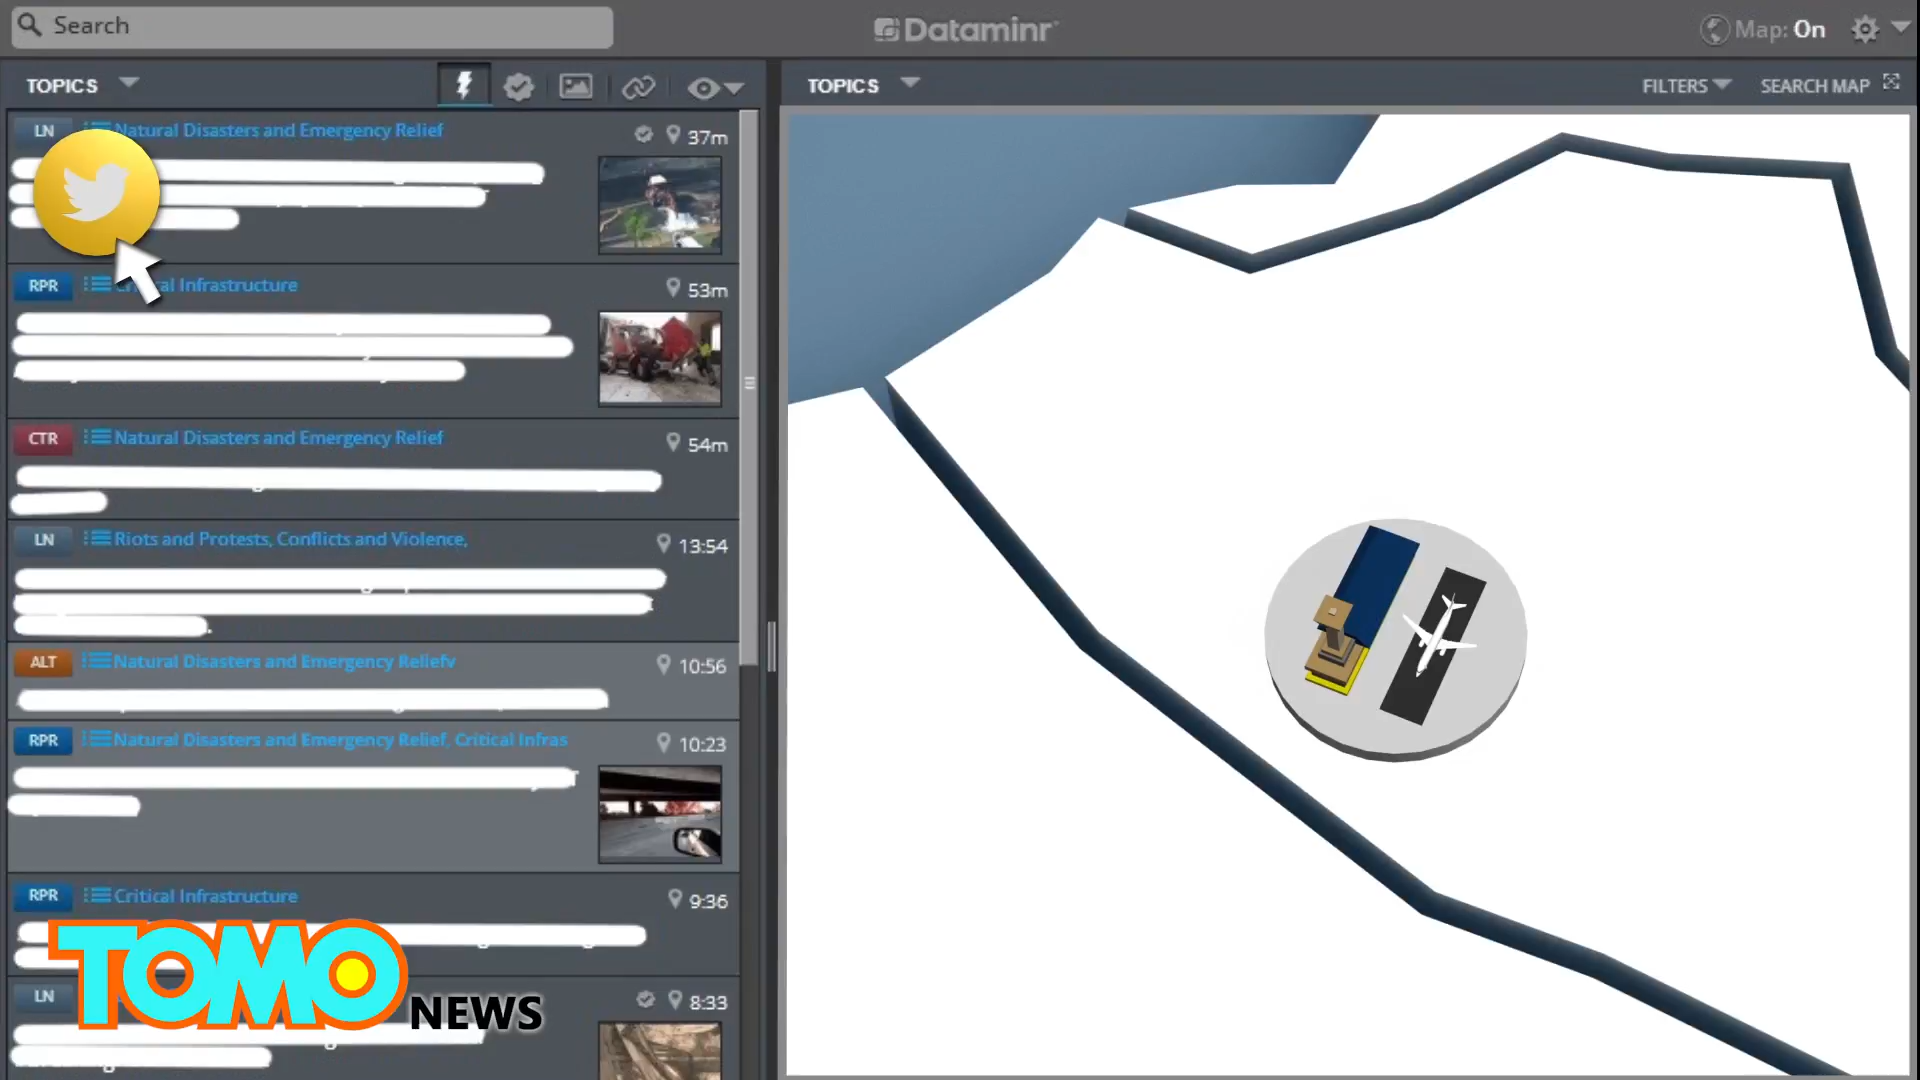 Search
Dataminr
Map: On
TOPICS
TOPICS
FILTERS
SEARCH MAP
LN
Natural Disasters and Emergency Relief
37m
RPR
Critical Infrastructure
53m
CTR
Natural Disasters and Emergency Relief
54m
LN
Riots and Protests, Conflicts and Violence,
13:54
ALT
Natural Disasters and Emergency Reliefv
10:56
RPR
Natural Disasters and Emergency Relief, Critical Infras
10:23
RPR
Critical Infrastructure
9:36
LN
8:33
TOMO NEWS